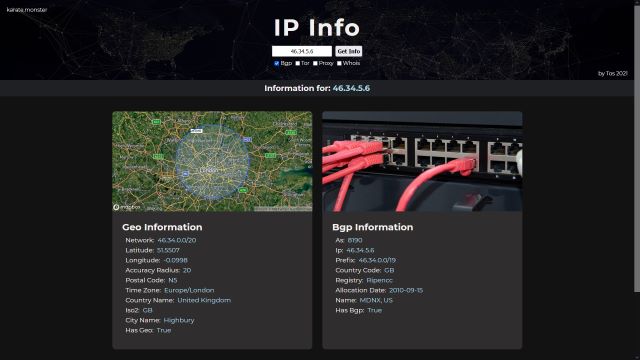 karate.monster
IP Info
46.34.5.6 Get Info
Bgp Tor Proxy Whois
by Tos 2021
Information for: 46.34.5.6
London
mapbox
Geo Information
Network: 46.34.0.0/20
Latitude: 51.5507
Longitude: -0.0998
Accuracy Radius: 20
Postal Code: N5
Time Zone: Europe/London
Country Name: United Kingdom
Iso2: GB
City Name: Highbury
Has Geo: True
Bgp Information
As: 8190
Ip: 46.34.5.6
Prefix: 46.34.0.0/19
Country Code: GB
Registry: Ripencc
Allocation Date: 2010-09-15
Name: MDNX, US
Has Bgp: True